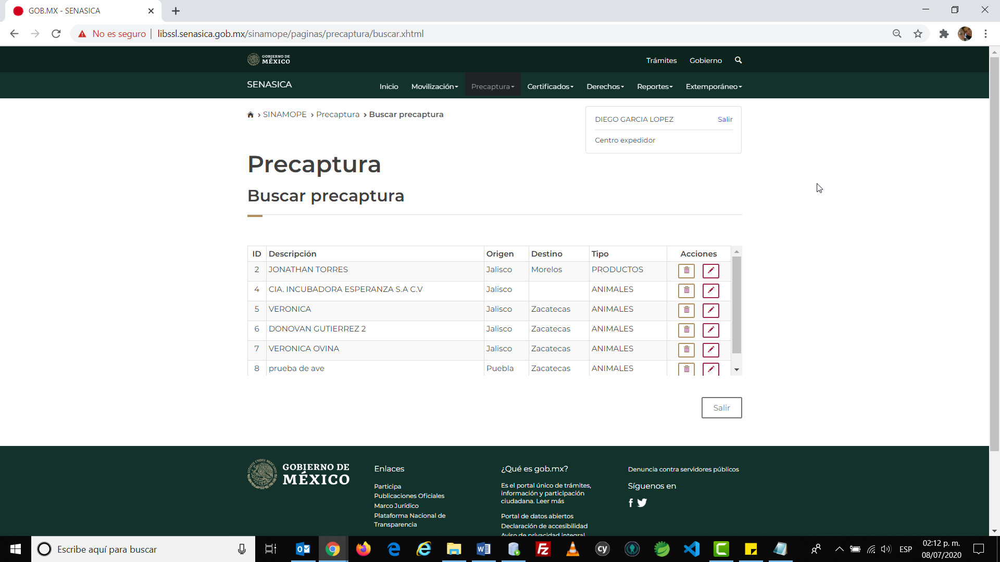 GOB.MX - SENASICA
No es seguro
libssl.senasica.gob.mx/sinamope/paginas/precaptura/buscar.xhtml
GOBIERNO DE
MÉXICO
Trámites
Gobierno
SENASICA
Inicio
Movilización
Precaptura
Certificados
Derechos
Reportes
Extemporáneo
SINAMOPE > Precaptura > Buscar precaptura
DIEGO GARCIA LOPEZ
Salir
Centro expedidor
Precaptura
Buscar precaptura
ID Descripción Origen Destino Tipo Acciones
2 JONATHAN TORRES Jalisco Morelos PRODUCTOS
4 CIA. INCUBADORA ESPERANZA S.A C.V Jalisco ANIMALES
5 VERONICA Jalisco Zacatecas ANIMALES
6 DONOVAN GUTIERREZ 2 Jalisco Zacatecas ANIMALES
7 VERONICA OVINA Jalisco Zacatecas ANIMALES
8 prueba de ave Puebla Zacatecas ANIMALES
Salir
GOBIERNO DE
MÉXICO
Enlaces
Participa
Publicaciones Oficiales
Marco Jurídico
Plataforma Nacional de
Transparencia
¿Qué es gob.mx?
Es el portal único de trámites,
información y participación
ciudadana. Leer más
Portal de datos abiertos
Declaración de accesibilidad
Aviso de privacidad integral
Denuncia contra servidores públicos
Síguenos en
Escribe aquí para buscar
ESP
02:12 p. m.
08/07/2020